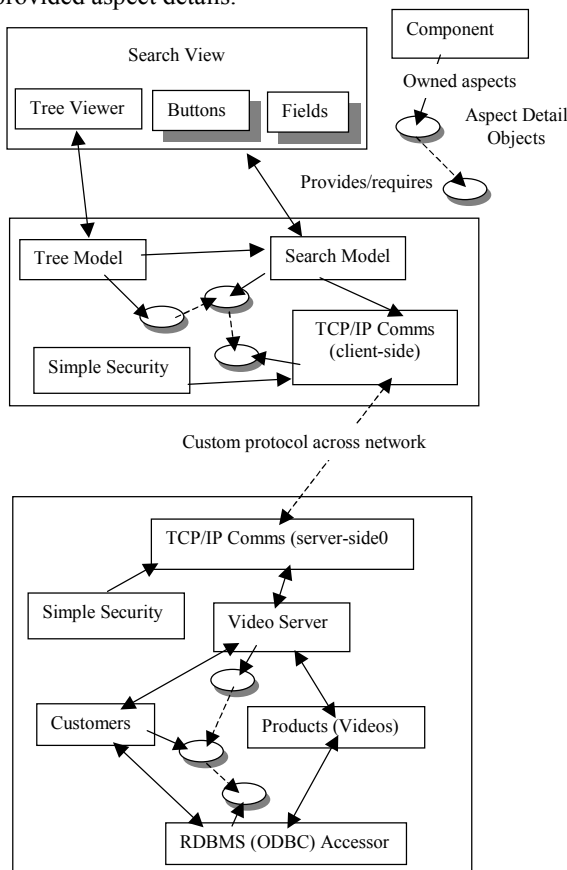 provided aspect details.
Component
Search View
Owned aspects
Tree Viewer
Buttons
Fields
Aspect Detail
Objects
Provides/requires
Tree Model
Search Model
TCP/IP Comms
(client-side)
Simple Security
Custom protocol across network
TCP/IP Comms (server-side0
Simple Security
Video Server
Customers
Products (Videos)
RDBMS (ODBC) Accessor